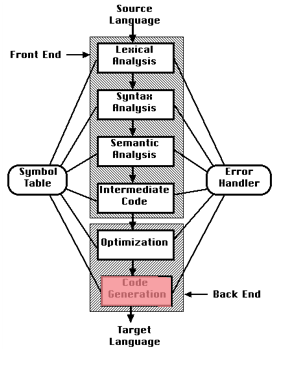 Source
Language
Front End
Lexical
Analysis
Syntax
Analysis
Semantic
Analysis
Symbol
Table
Error
Handler
Intermediate
Code
Optimization
Code
Generation
Back End
Target
Language